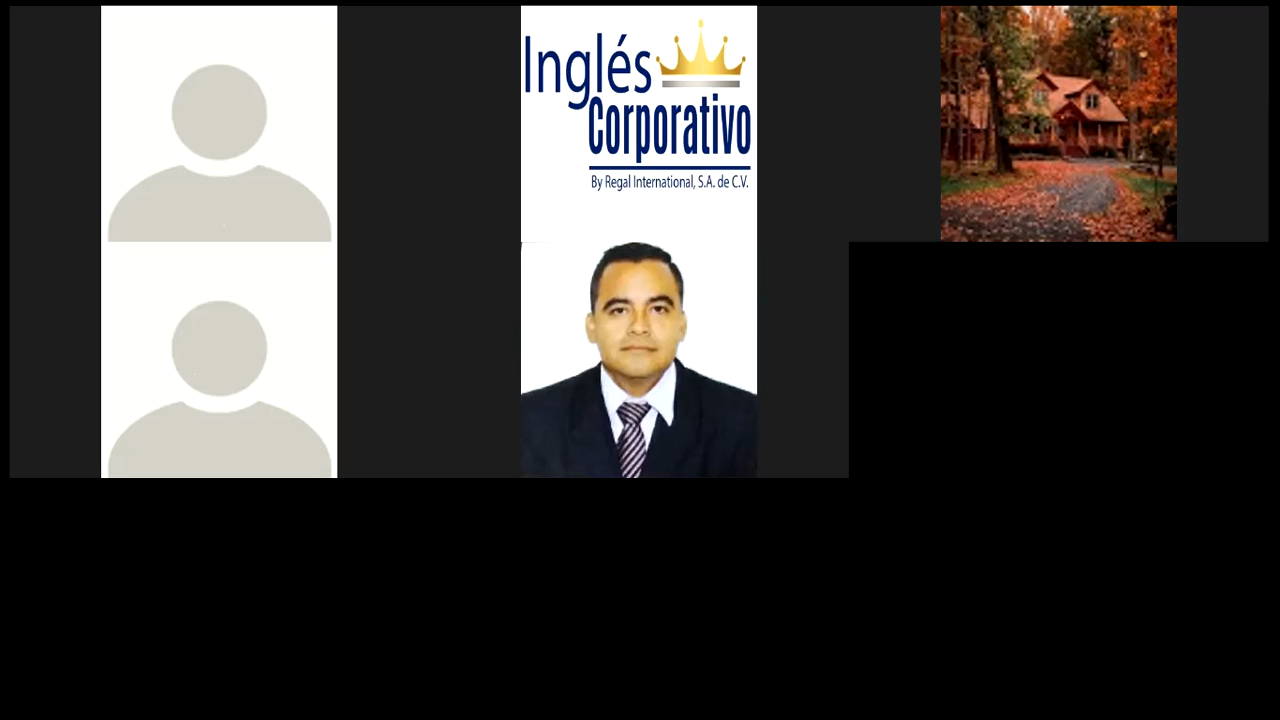 Inglés
Corporativo
By Regal International, S.A. de C.V.